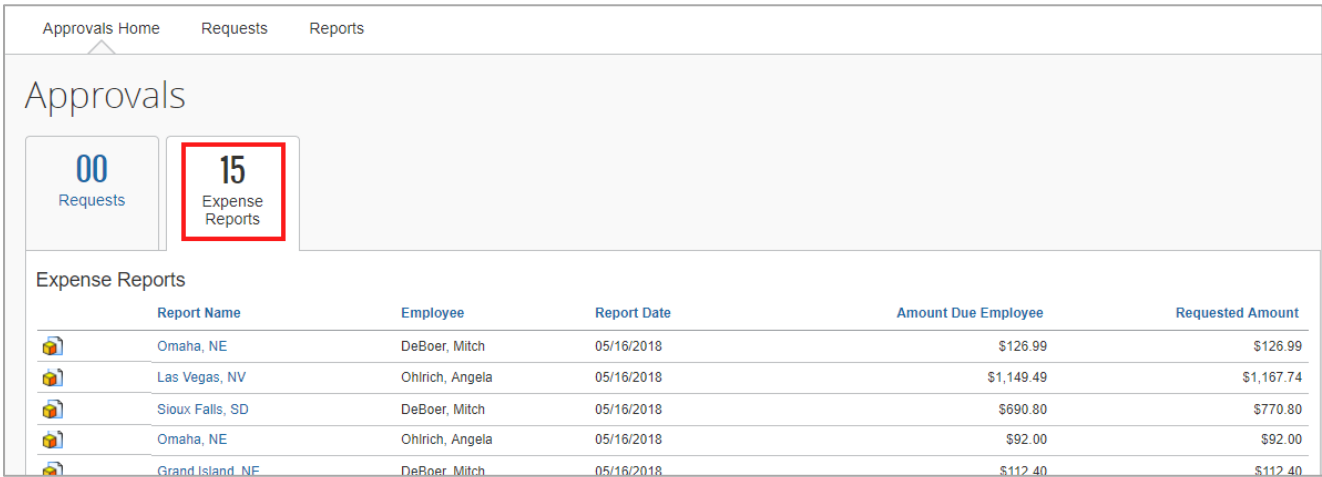 Approvals Home Requests Reports
Approvals
00
Requests
15
Expense
Reports
Expense Reports
Report Name Employee Report Date Amount Due Employee Requested Amount
Omaha, NE DeBoer, Mitch 05/16/2018 $126.99 $126.99
Las Vegas, NV Ohlrich, Angela 05/16/2018 $1,149.49 $1,167.74
Sioux Falls, SD DeBoer, Mitch 05/16/2018 $690.80 $770.80
Omaha, NE Ohlrich, Angela 05/16/2018 $92.00 $92.00
Grand Island, NE DeBoer, Mitch 05/16/2018 $112.40 $112.40